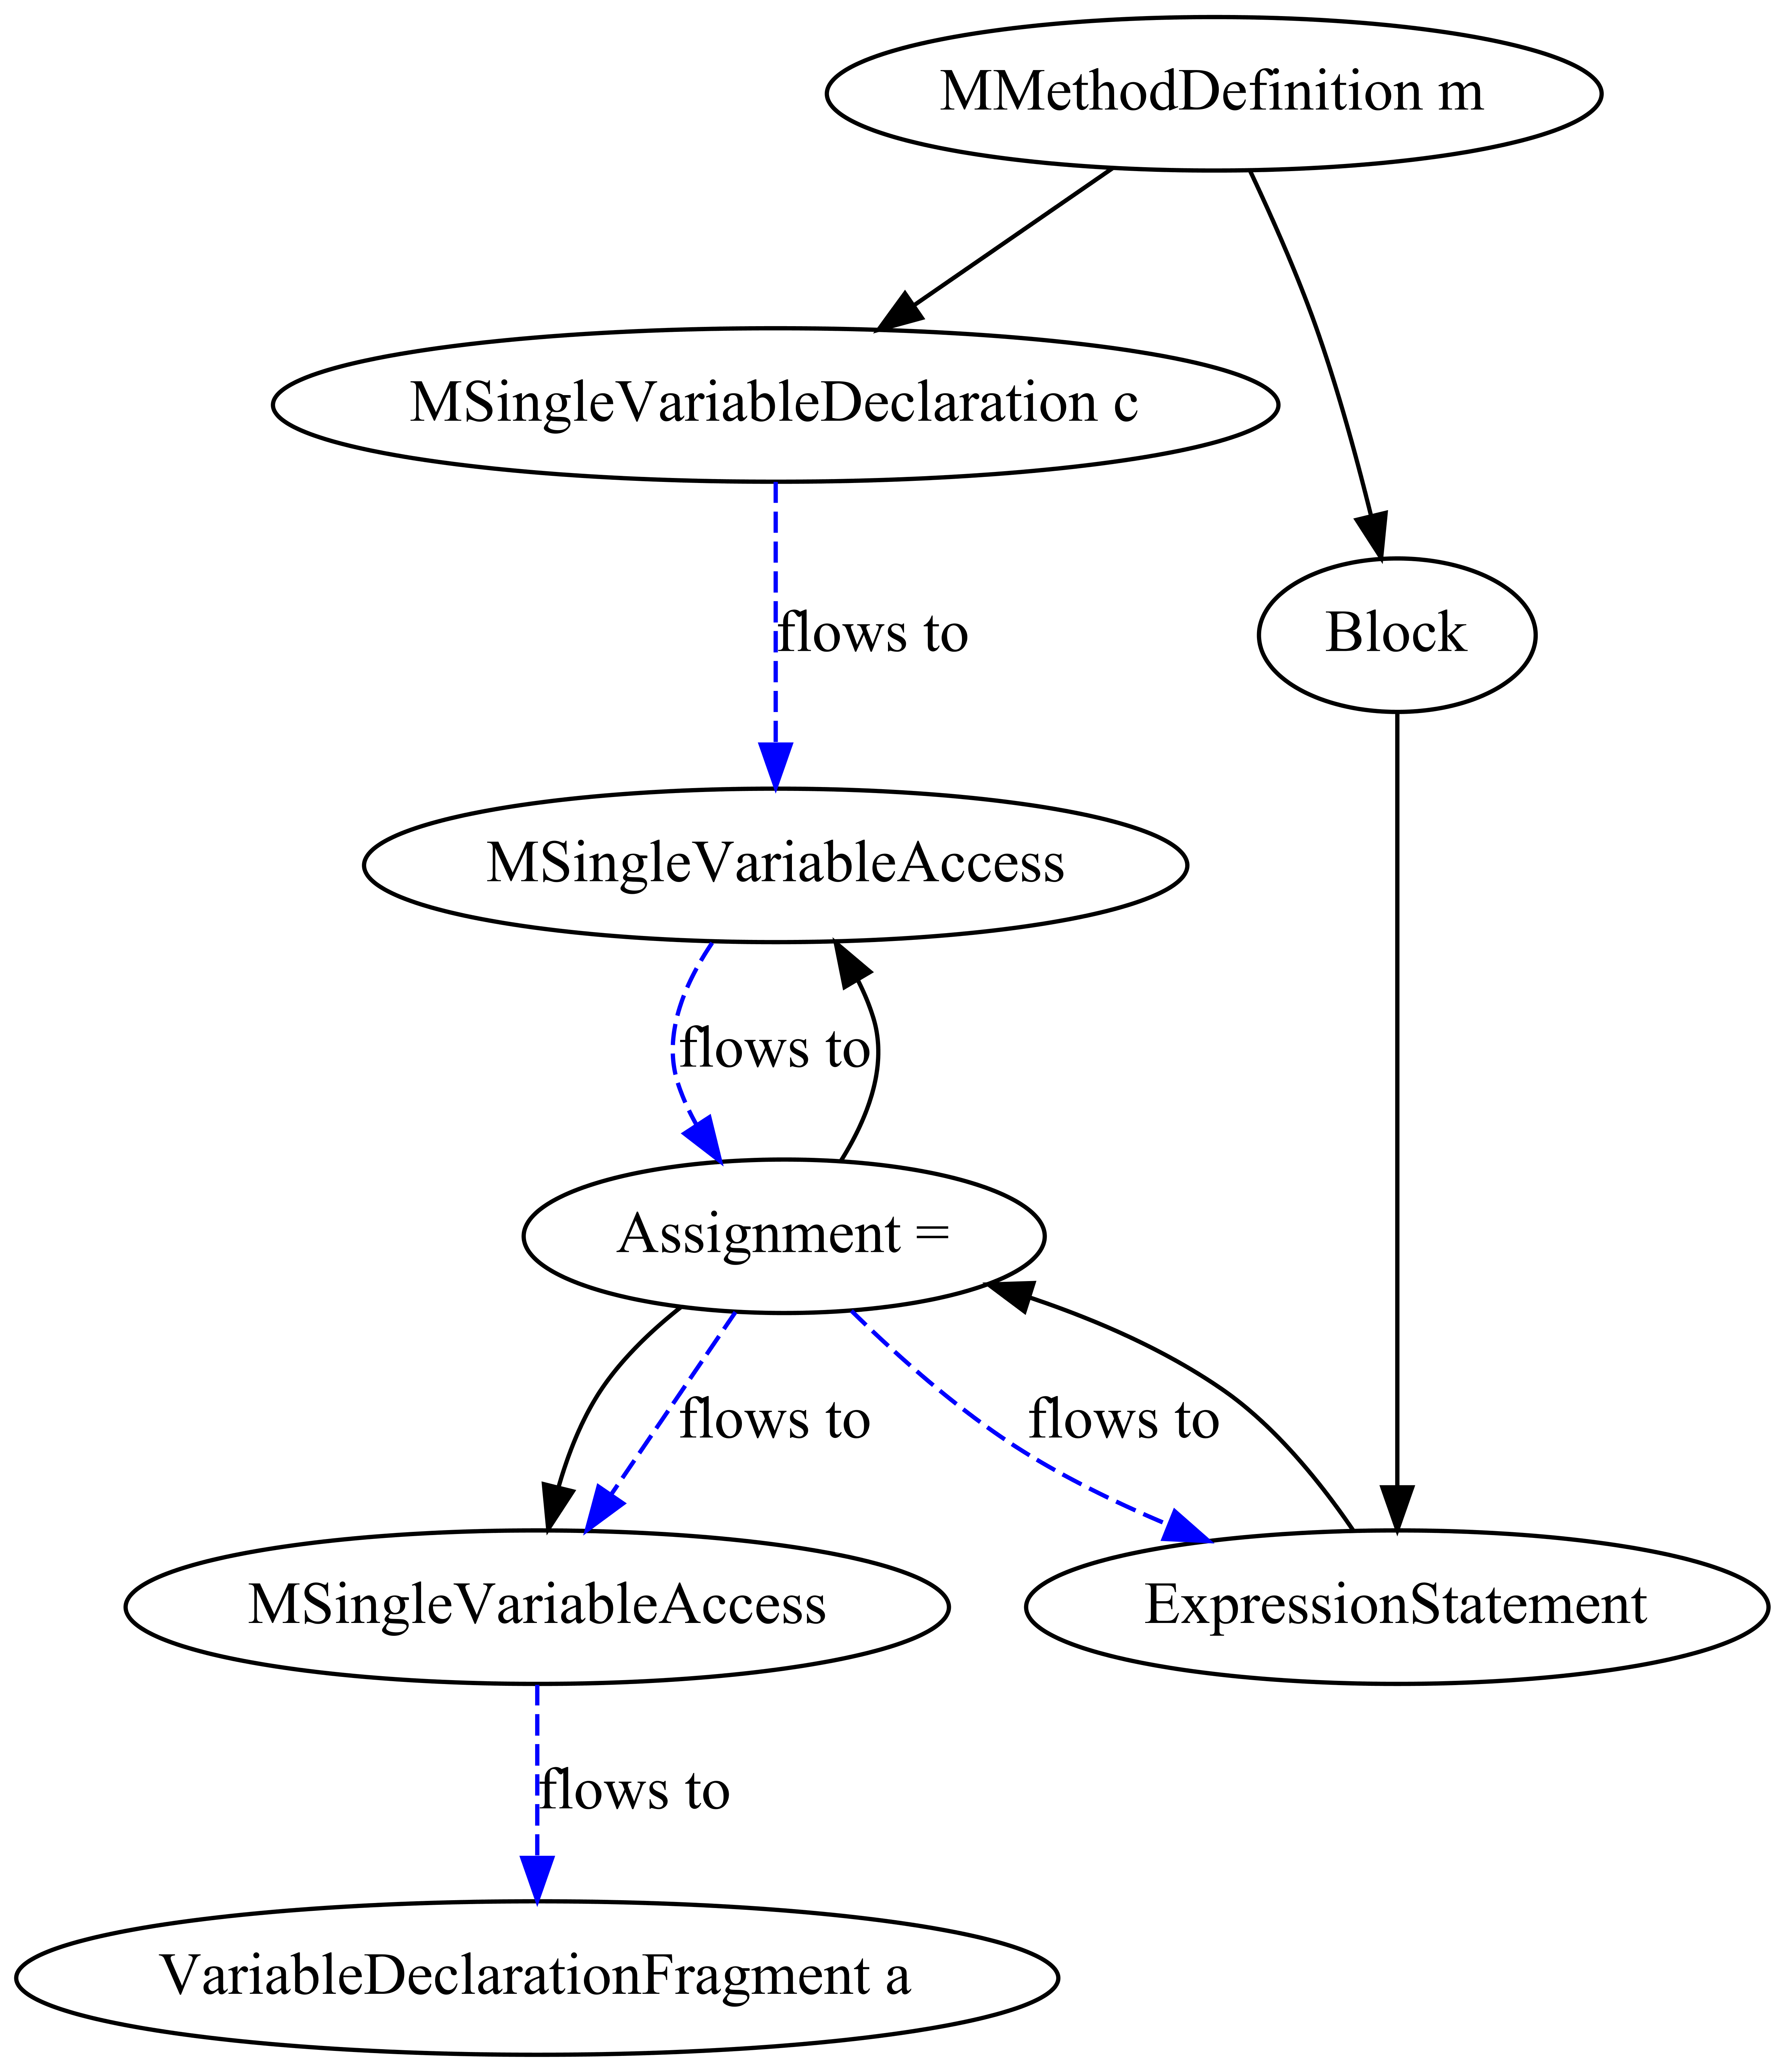 MMethodDefinition m
MSingleVariableDeclaration c
flows to
Block
MSingleVariableAccess
flows to
Assignment =
flows to
flows to
MSingleVariableAccess
ExpressionStatement
flows to
VariableDeclarationFragment a